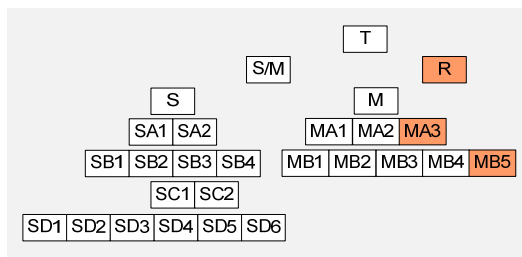 T
S/M R
S M
SA1 SA2 MA1 MA2 MA3
SB1 SB2 SB3 SB4 MB1 MB2 MB3 MB4 MB5
SC1 SC2
SD1 SD2 SD3 SD4 SD5 SD6